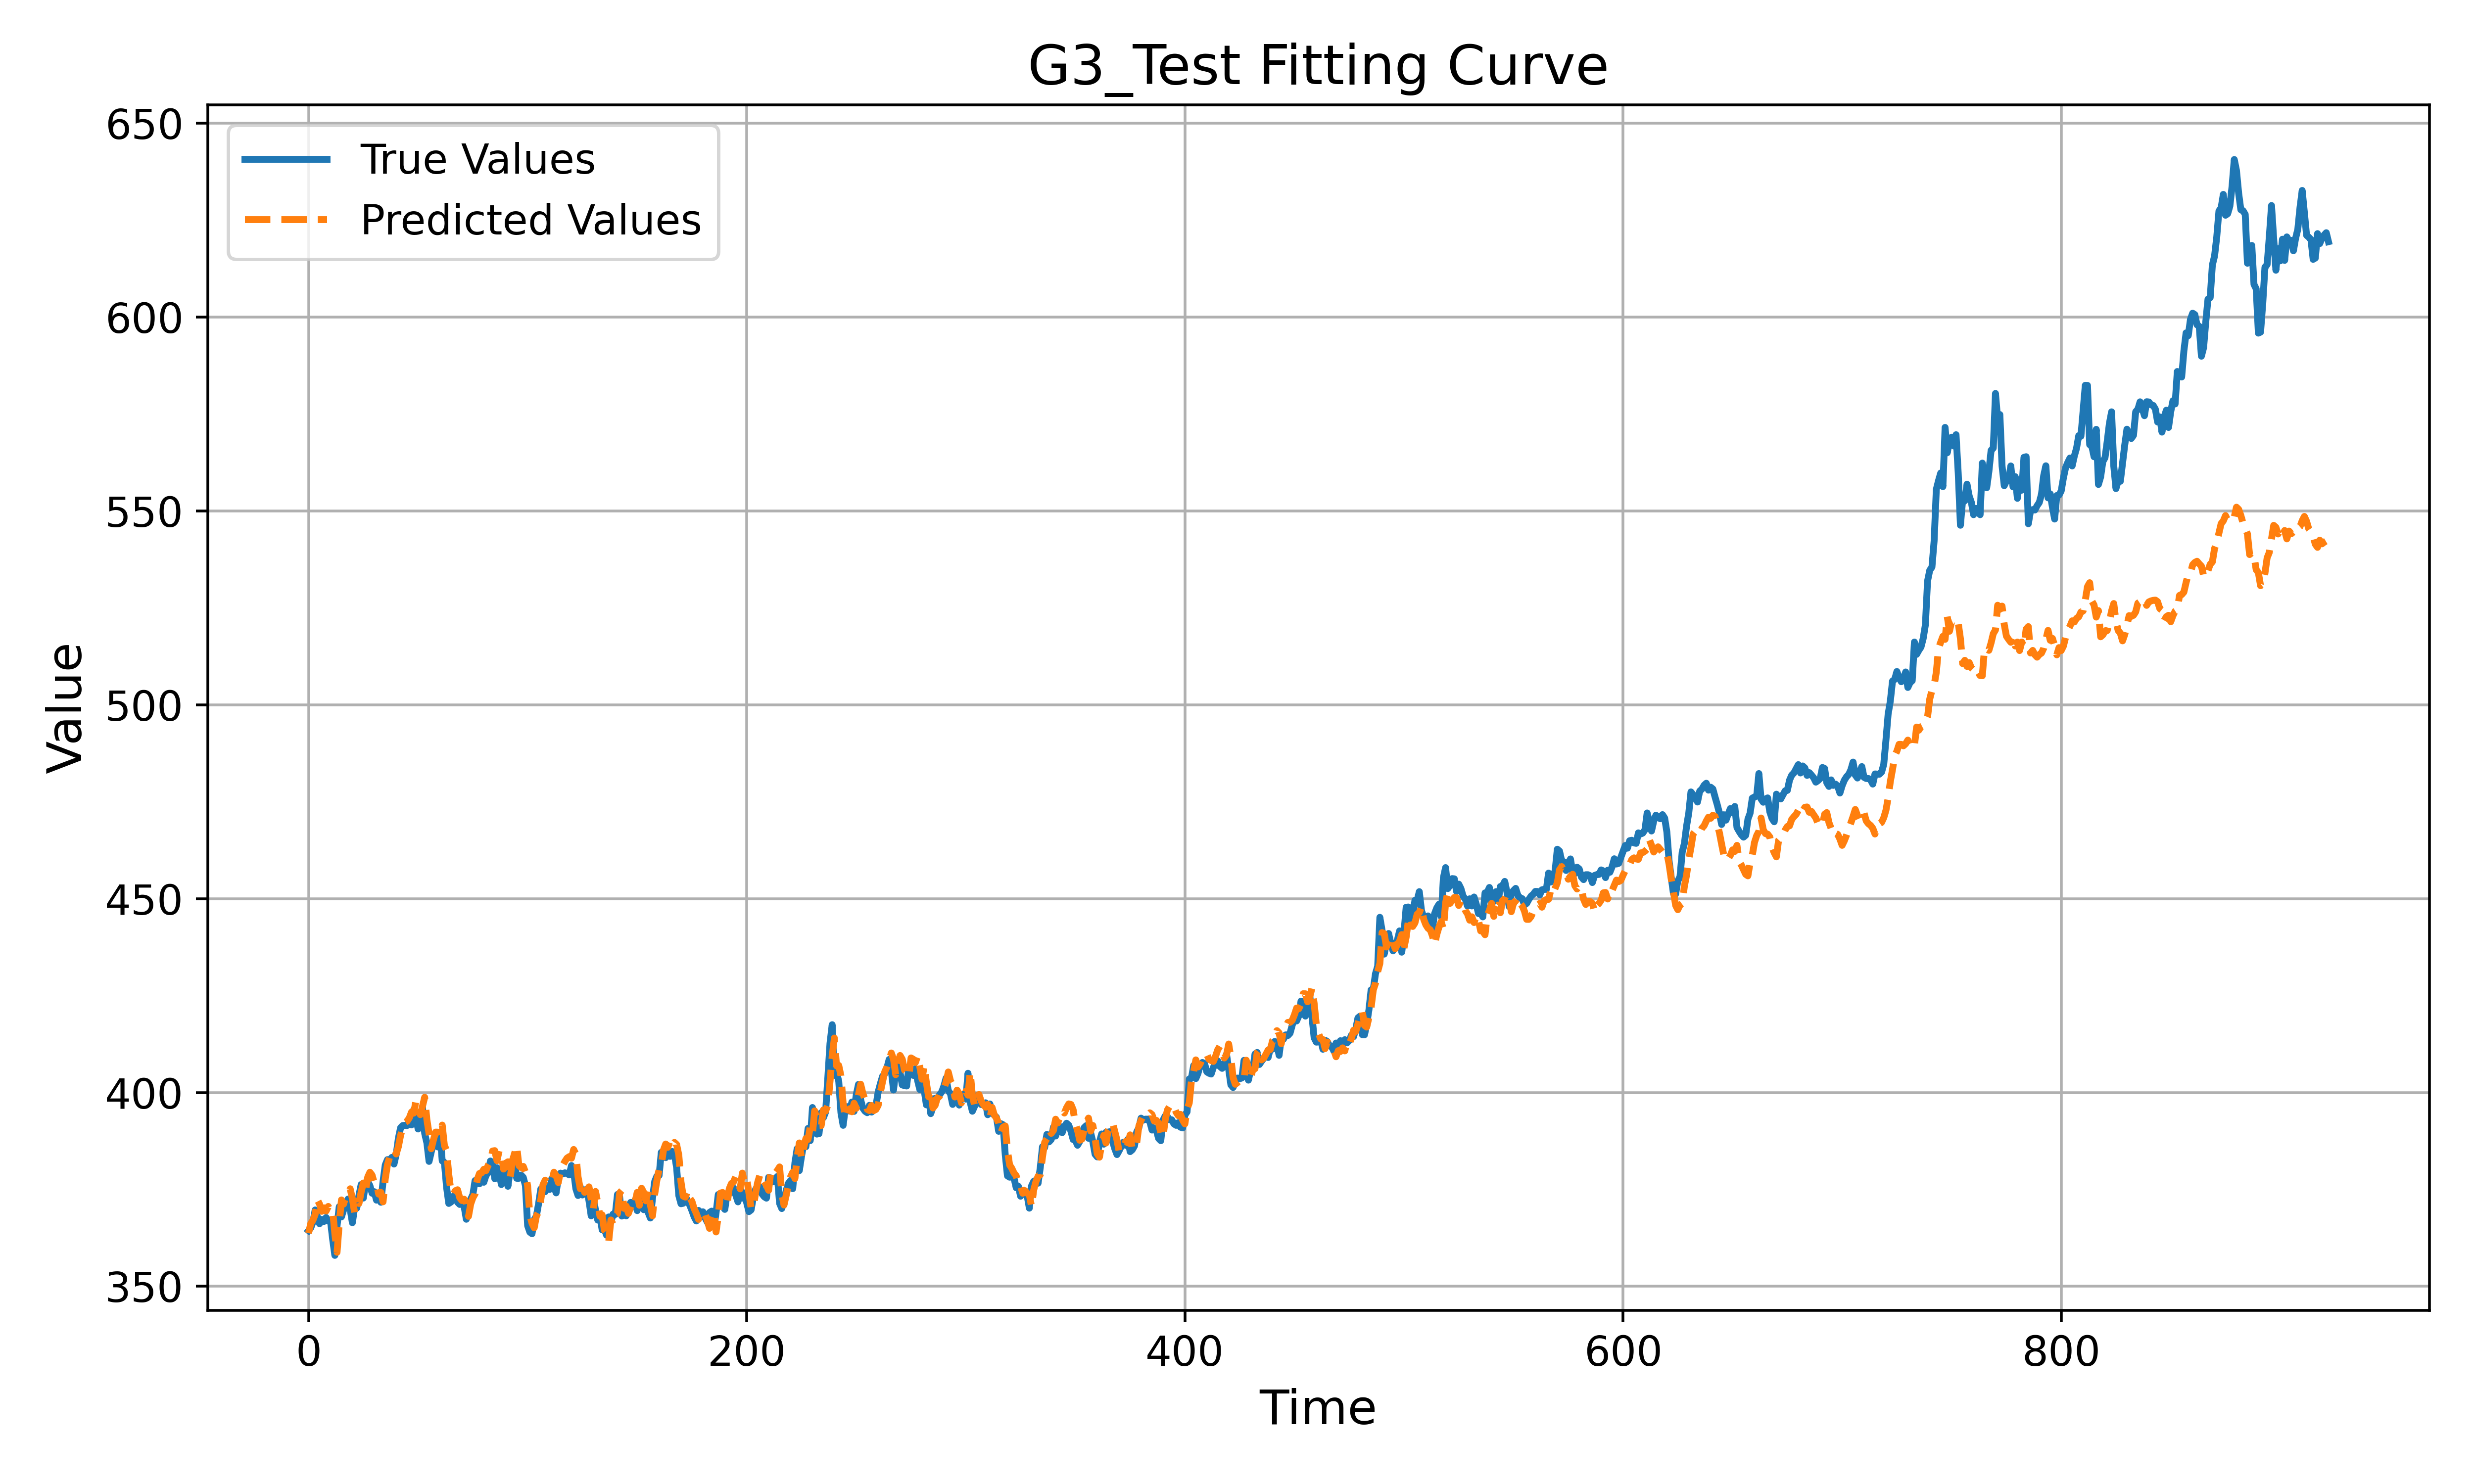 G3_Test Fitting Curve
True Values
Predicted Values
650
600
550
500
450
400
350
Value
0 200 400 600 800
Time